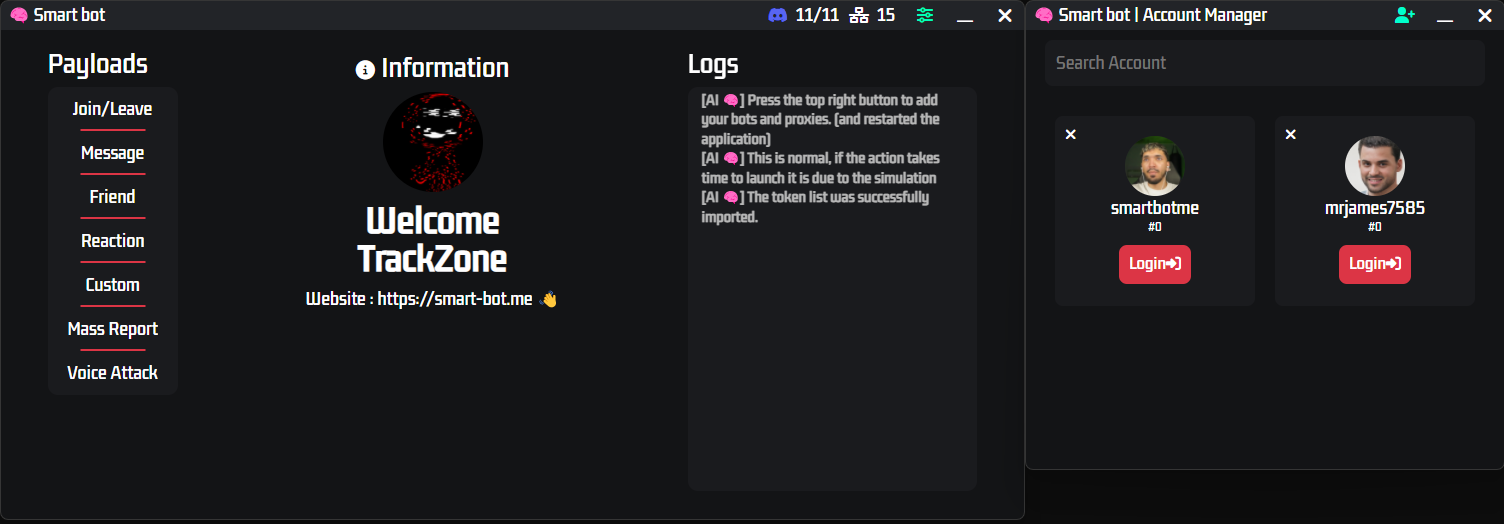 Smart bot
11/11 15
Payloads
Join/Leave
Message
Friend
Reaction
Custom
Mass Report
Voice Attack
Information
Welcome
TrackZone
Website : https://smart-bot.me 👋
Logs
[AI 🧠] Press the top right button to add
your bots and proxies. (and restarted the
application)
[AI 🧠] This is normal, if the action takes
time to launch it is due to the simulation
[AI 🧠] The token list was successfully
imported.
Smart bot | Account Manager
Search Account
smartbotme
#0
Login
mrjames7585
#0
Login